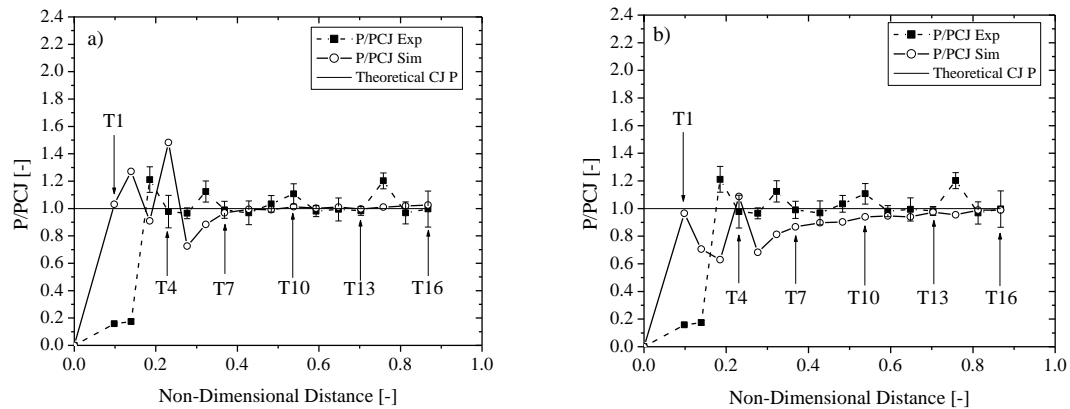 a)
P/PCJ Exp
P/PCJ Sim
Theoretical CJ P
2.4
2.2
2.0
1.8
1.6
1.4
1.2
1.0
0.8
0.6
0.4
0.2
0.0
P/PCJ [-]
T1
T4
T7
T10
T13
T16
0.0 0.2 0.4 0.6 0.8 1.0
Non-Dimensional Distance [-]
b)
P/PCJ Exp
P/PCJ Sim
Theoretical CJ P
2.4
2.2
2.0
1.8
1.6
1.4
1.2
1.0
0.8
0.6
0.4
0.2
0.0
P/PCJ [-]
T1
T4
T7
T10
T13
T16
0.0 0.2 0.4 0.6 0.8 1.0
Non-Dimensional Distance [-]